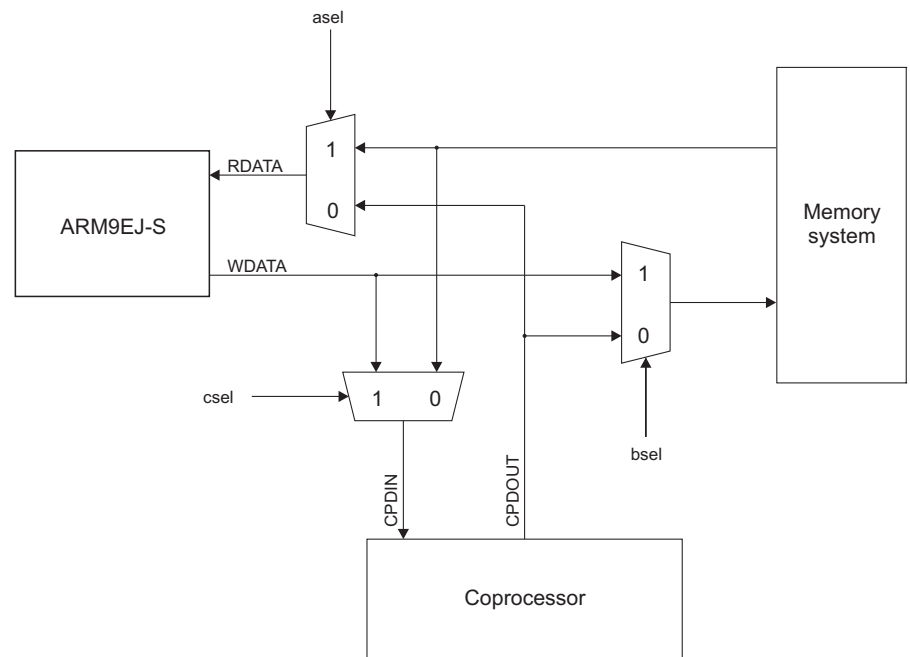 asel
1
RDATA
0
ARM9EJ-S
WDATA
Memory
system
1
0
csel
1 0
bsel
CPDIN
CPDOUT
Coprocessor